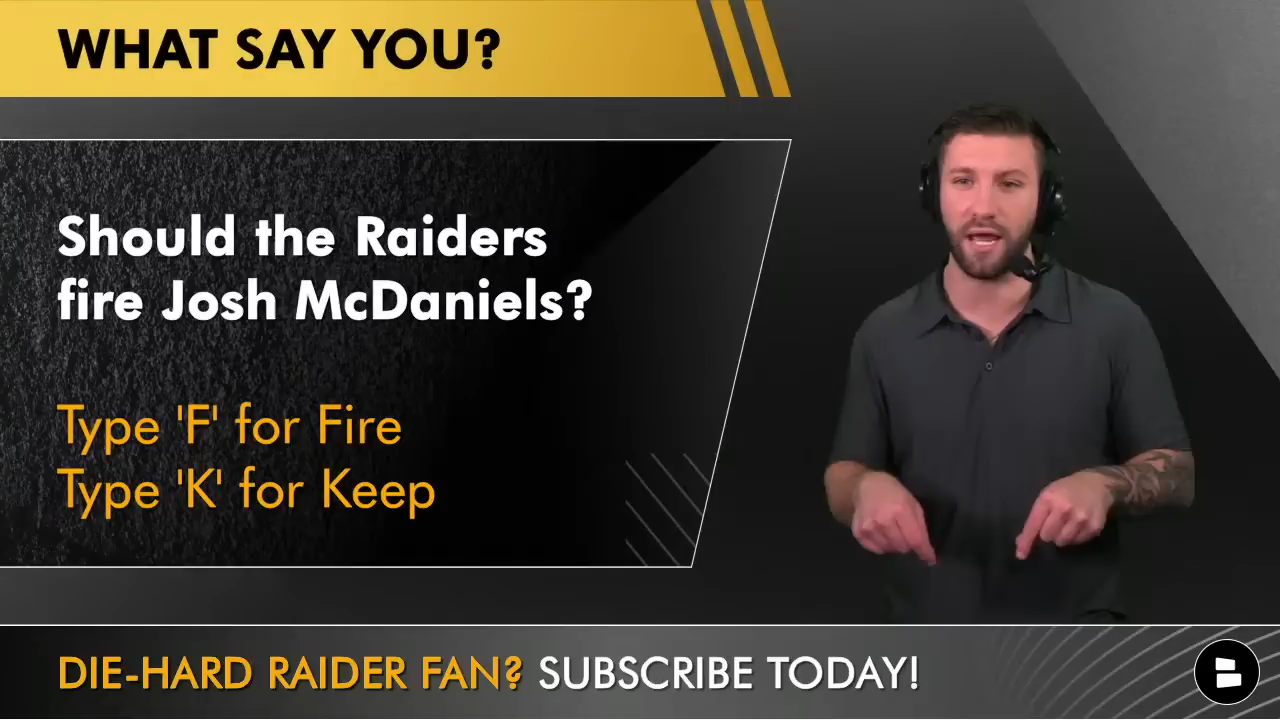 WHAT SAY YOU?
Should the Raiders
fire Josh McDaniels?
Type 'F' for Fire
Type 'K' for Keep
DIE-HARD RAIDER FAN? SUBSCRIBE TODAY!